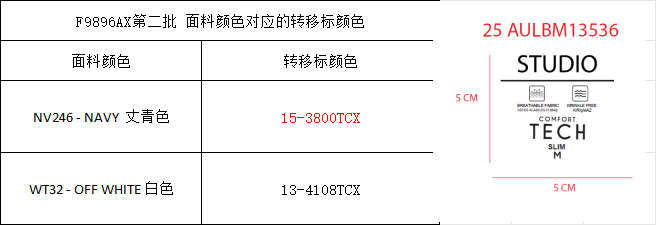 F9896AX第二批 面料颜色对应的转移标颜色
面料颜色 转移标颜色
NV246 - NAVY 丈青色 15-3800TCX
WT32 - OFF WHITE 白色 13-4108TCX
25 AULBM13536
STUDIO
5 CM
BREATHABLE FABRIC WRINKLE FREE
COMFORT
TECH
SLIM
M
5 CM